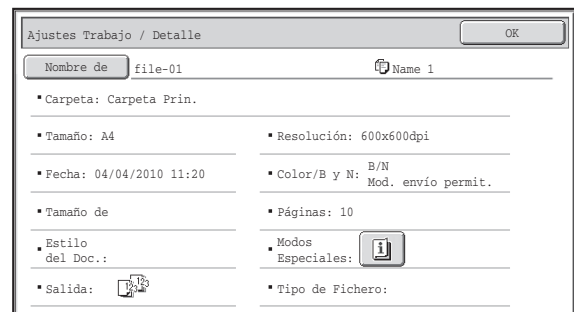 Ajustes Trabajo / Detalle OK
Nombre de file-01 Name 1
Carpeta: Carpeta Prin.
Tamaño: A4 Resolución: 600x600dpi
Fecha: 04/04/2010 11:20 Color/B y N: B/N
Mod. envío permit.
Tamaño de Páginas: 10
Estilo
del Doc.:
Modos
Especiales:
Salida: 123 123 Tipo de Fichero: